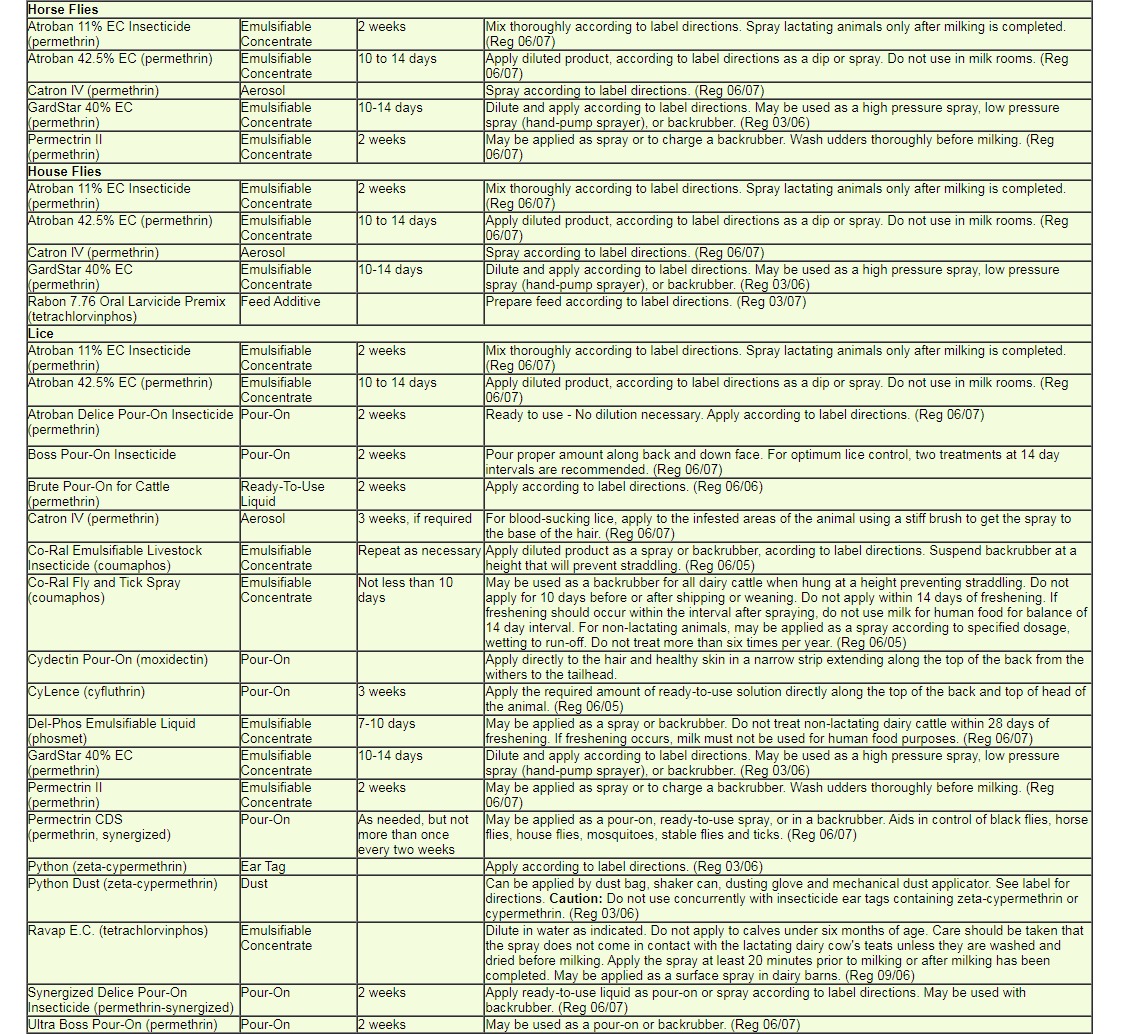 Horse Flies
Atroban 11% EC Insecticide Emulsifiable 2 weeks Mix thoroughly according to label directions. Spray lactating animals only after milking is completed.
(permethrin) Concentrate (Reg 06/07)
Atroban 42.5% EC (permethrin) Emulsifiable 10 to 14 days Apply diluted product, according to label directions as a dip or spray. Do not use in milk rooms. (Reg
Concentrate 06/07)
Catron IV (permethrin) Aerosol Spray according to label directions. (Reg 06/07)
GardStar 40% EC Emulsifiable 10-14 days Dilute and apply according to label directions. May be used as a high pressure spray, low pressure
(permethrin) Concentrate spray (hand-pump sprayer), or backrubber. (Reg 03/06)
Permectrin II Emulsifiable 2 weeks May be applied as spray or to charge a backrubber. Wash udders thoroughly before milking. (Reg
(permethrin) Concentrate 06/07)
House Flies
Atroban 11% EC Insecticide Emulsifiable 2 weeks Mix thoroughly according to label directions. Spray lactating animals only after milking is completed.
(permethrin) Concentrate (Reg 06/07)
Atroban 42.5% EC (permethrin) Emulsifiable 10 to 14 days Apply diluted product, according to label directions as a dip or spray. Do not use in milk rooms. (Reg
Concentrate 06/07)
Catron IV (permethrin) Aerosol Spray according to label directions. (Reg 06/07)
GardStar 40% EC Emulsifiable 10-14 days Dilute and apply according to label directions. May be used as a high pressure spray, low pressure
(permethrin) Concentrate spray (hand-pump sprayer), or backrubber. (Reg 03/06)
Rabon 7.76 Oral Larvicide Premix Feed Additive Prepare feed according to label directions. (Reg 03/07)
(tetrachlorvinphos)
Lice
Atroban 11% EC Insecticide Emulsifiable 2 weeks Mix thoroughly according to label directions. Spray lactating animals only after milking is completed.
(permethrin) Concentrate (Reg 06/07)
Atroban 42.5% EC (permethrin) Emulsifiable 10 to 14 days Apply diluted product, according to label directions as a dip or spray. Do not use in milk rooms. (Reg
Concentrate 06/07)
Atroban Delice Pour-On Insecticide Pour-On 2 weeks Ready to use - No dilution necessary. Apply according to label directions. (Reg 06/07)
(permethrin)
Boss Pour-On Insecticide Pour-On 2 weeks Pour proper amount along back and down face. For optimum lice control, two treatments at 14 day
intervals are recommended. (Reg 06/07)
Brute Pour-On for Cattle Ready-To-Use 2 weeks Apply according to label directions. (Reg 06/06)
(permethrin) Liquid
Catron IV (permethrin) Aerosol 3 weeks, if required For blood-sucking lice, apply to the infested areas of the animal using a stiff brush to get the spray to
the base of the hair. (Reg 06/07)
Co-Ral Emulsifiable Livestock Emulsifiable Repeat as necessary Apply diluted product as a spray or backrubber, acording to label directions. Suspend backrubber at a
Insecticide (coumaphos) Concentrate height that will prevent straddling. (Reg 06/05)
Co-Ral Fly and Tick Spray Emulsifiable Not less than 10 May be used as a backrubber for all dairy cattle when hung at a height preventing straddling. Do not
(coumaphos) Concentrate days apply for 10 days before or after shipping or weaning. Do not apply within 14 days of freshening. If
freshening should occur within the interval after spraying, do not use milk for human food for balance of
14 day interval. For non-lactating animals, may be applied as a spray according to specified dosage,
wetting to run-off. Do not treat more than six times per year. (Reg 06/05)
Cydectin Pour-On (moxidectin) Pour-On Apply directly to the hair and healthy skin in a narrow strip extending along the top of the back from the
withers to the tailhead.
CyLence (cyfluthrin) Pour-On 3 weeks Apply the required amount of ready-to-use solution directly along the top of the back and top of head of
the animal. (Reg 06/05)
Del-Phos Emulsifiable Liquid Emulsifiable 7-10 days May be applied as a spray or backrubber. Do not treat non-lactating dairy cattle within 28 days of
(phosmet) Concentrate freshening. If freshening occurs, milk must not be used for human food purposes. (Reg 06/07)
GardStar 40% EC Emulsifiable 10-14 days Dilute and apply according to label directions. May be used as a high pressure spray, low pressure
(permethrin) Concentrate spray (hand-pump sprayer), or backrubber. (Reg 03/06)
Permectrin II Emulsifiable 2 weeks May be applied as spray or to charge a backrubber. Wash udders thoroughly before milking. (Reg
(permethrin) Concentrate 06/07)
Permectrin CDS Pour-On As needed, but not May be applied as a pour-on, ready-to-use spray, or in a backrubber. Aids in control of black flies, horse
(permethrin, synergized) more than once flies, house flies, mosquitoes, stable flies and ticks. (Reg 06/07)
every two weeks
Python (zeta-cypermethrin) Ear Tag Apply according to label directions. (Reg 03/06)
Python Dust (zeta-cypermethrin) Dust Can be applied by dust bag, shaker can, dusting glove and mechanical dust applicator. See label for
directions. Caution: Do not use concurrently with insecticide ear tags containing zeta-cypermethrin or
cypermethrin. (Reg 03/06)
Ravap E.C. (tetrachlorvinphos) Emulsifiable Dilute in water as indicated. Do not apply to calves under six months of age. Care should be taken that
Concentrate the spray does not come in contact with the lactating dairy cow's teats unless they are washed and
dried before milking. Apply the spray at least 20 minutes prior to milking or after milking has been
completed. May be applied as a surface spray in dairy barns. (Reg 09/06)
Synergized Delice Pour-On Pour-On 2 weeks Apply ready-to-use liquid as pour-on or spray according to label directions. May be used with
Insecticide (permethrin-synergized) backrubber. (Reg 06/07)
Ultra Boss Pour-On (permethrin) Pour-On 2 weeks May be used as a pour-on or backrubber. (Reg 06/07)